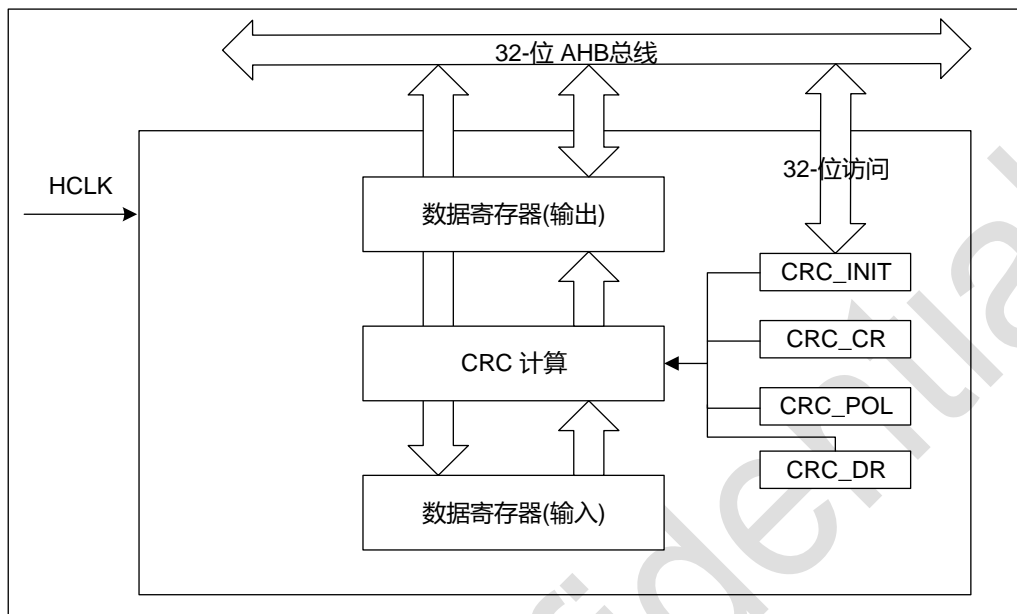 32-位 AHB总线
32-位访问
HCLK
数据寄存器(输出)
CRC_INIT
CRC_CR
CRC 计算
CRC_POL
CRC_DR
数据寄存器(输入)
fidential